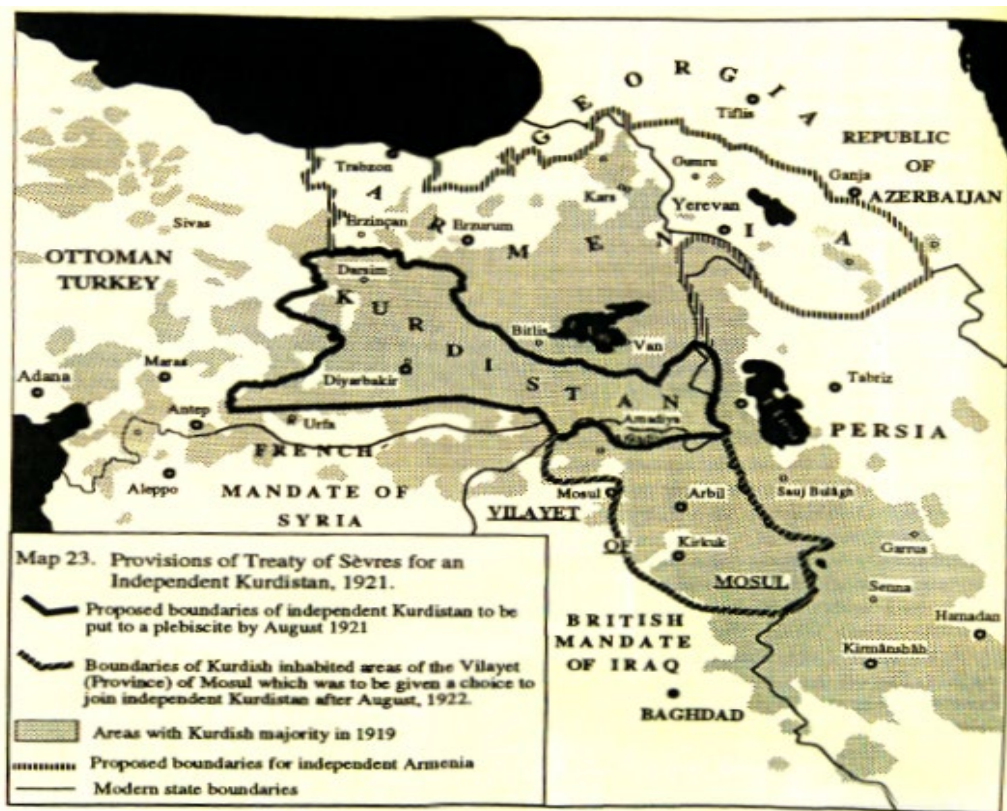 GEORGIA
Tiflis
REPUBLIC
OF
AZERBAIJAN
Trabzon
Gumru
Ganja
Kars
Yerevan
ARMENIA
Sivas
Erzinçan
Erzurum
OTTOMAN
TURKEY
Darsim
KURDISTAN
Bitlis
Van
Maras
Adana
Diyarbakir
Tabriz
Antep
Urfa
Amadiya
PERSIA
FRENCH
MANDATE OF
SYRIA
Aleppo
Mosul
Arbil
Sauj Bulâgh
VILAYET
OF
MOSUL
Kirkuk
Garrus
Senna
Hamadan
BRITISH
MANDATE
OF IRAQ
Kirmânshâh
BAGHDAD
Map 23. Provisions of Treaty of Sèvres for an
Independent Kurdistan, 1921.
Proposed boundaries of independent Kurdistan to be
put to a plebiscite by August 1921
Boundaries of Kurdish inhabited areas of the Vilayet
(Province) of Mosul which was to be given a choice to
join independent Kurdistan after August, 1922.
Areas with Kurdish majority in 1919
Proposed boundaries for independent Armenia
Modern state boundaries